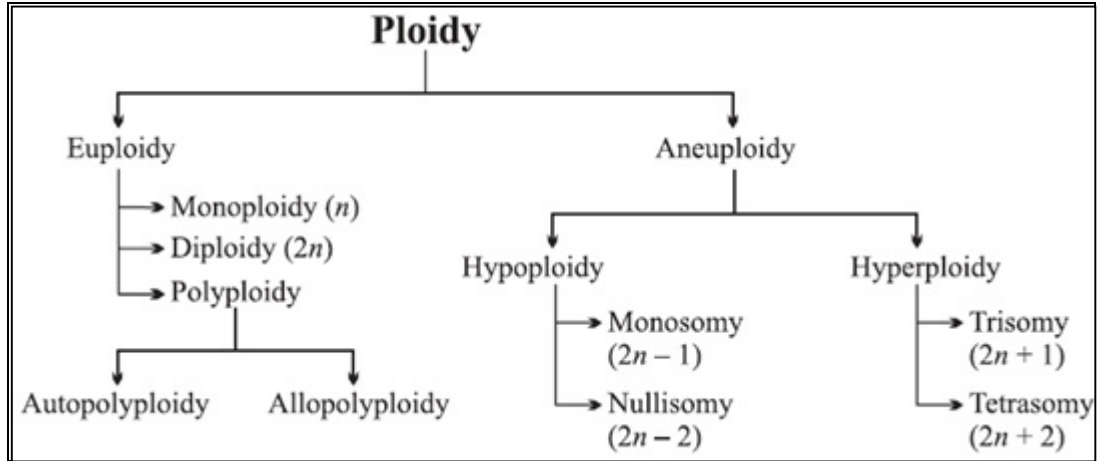 Ploidy
Euploidy
Aneuploidy
Monoploidy (n)
Diploidy (2n)
Polyploidy
Autopolyploidy
Allopolyploidy
Hypoploidy
Hyperploidy
Monosomy
(2n – 1)
Nullisomy
(2n – 2)
Trisomy
(2n + 1)
Tetrasomy
(2n + 2)